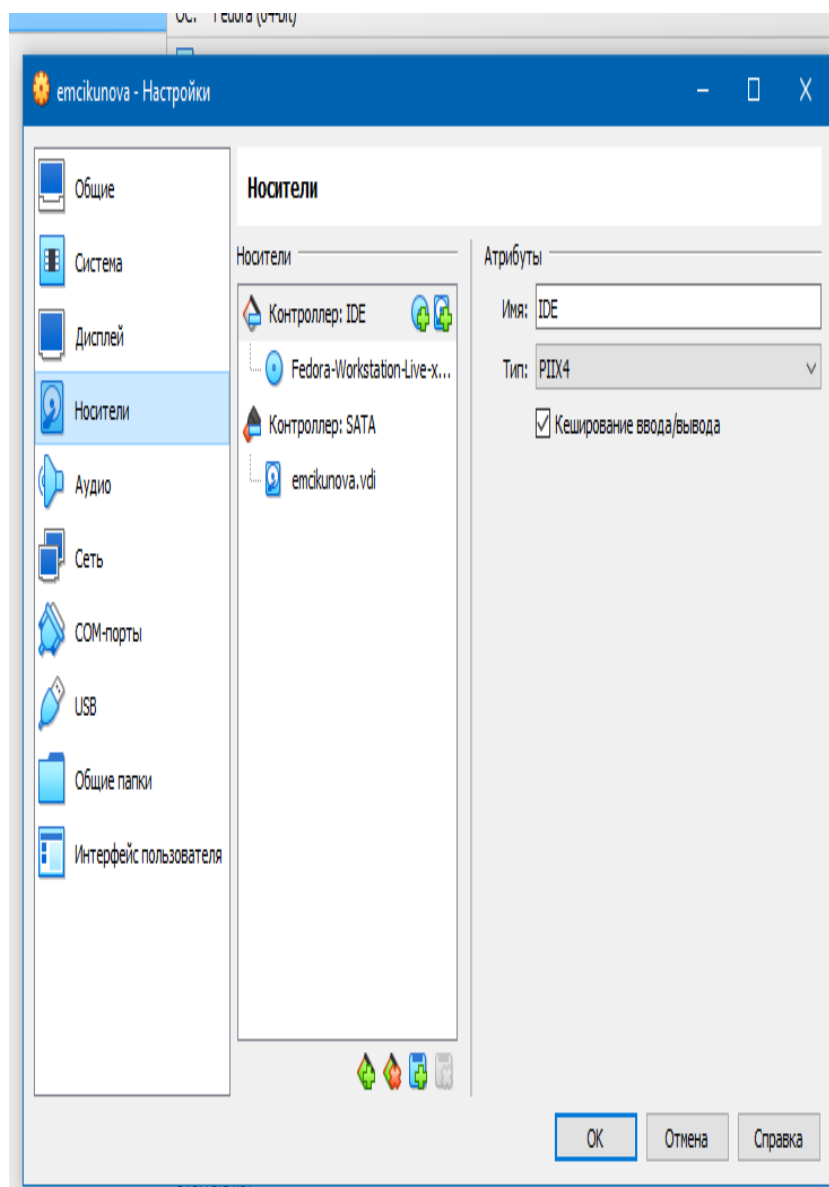 ОС: Fedora (64-bit)
emcikunova - Настройки
Общие
Система
Дисплей
Носители
Аудио
Сеть
COM-порты
USB
Общие папки
Интерфейс пользователя
Носители
Носители
Контроллер: IDE
Fedora-Workstation-Live-x...
Контроллер: SATA
emcikunova.vdi
Атрибуты
Имя: IDE
Тип: PIIX4
Кеширование ввода/вывода
OK
Отмена
Справка